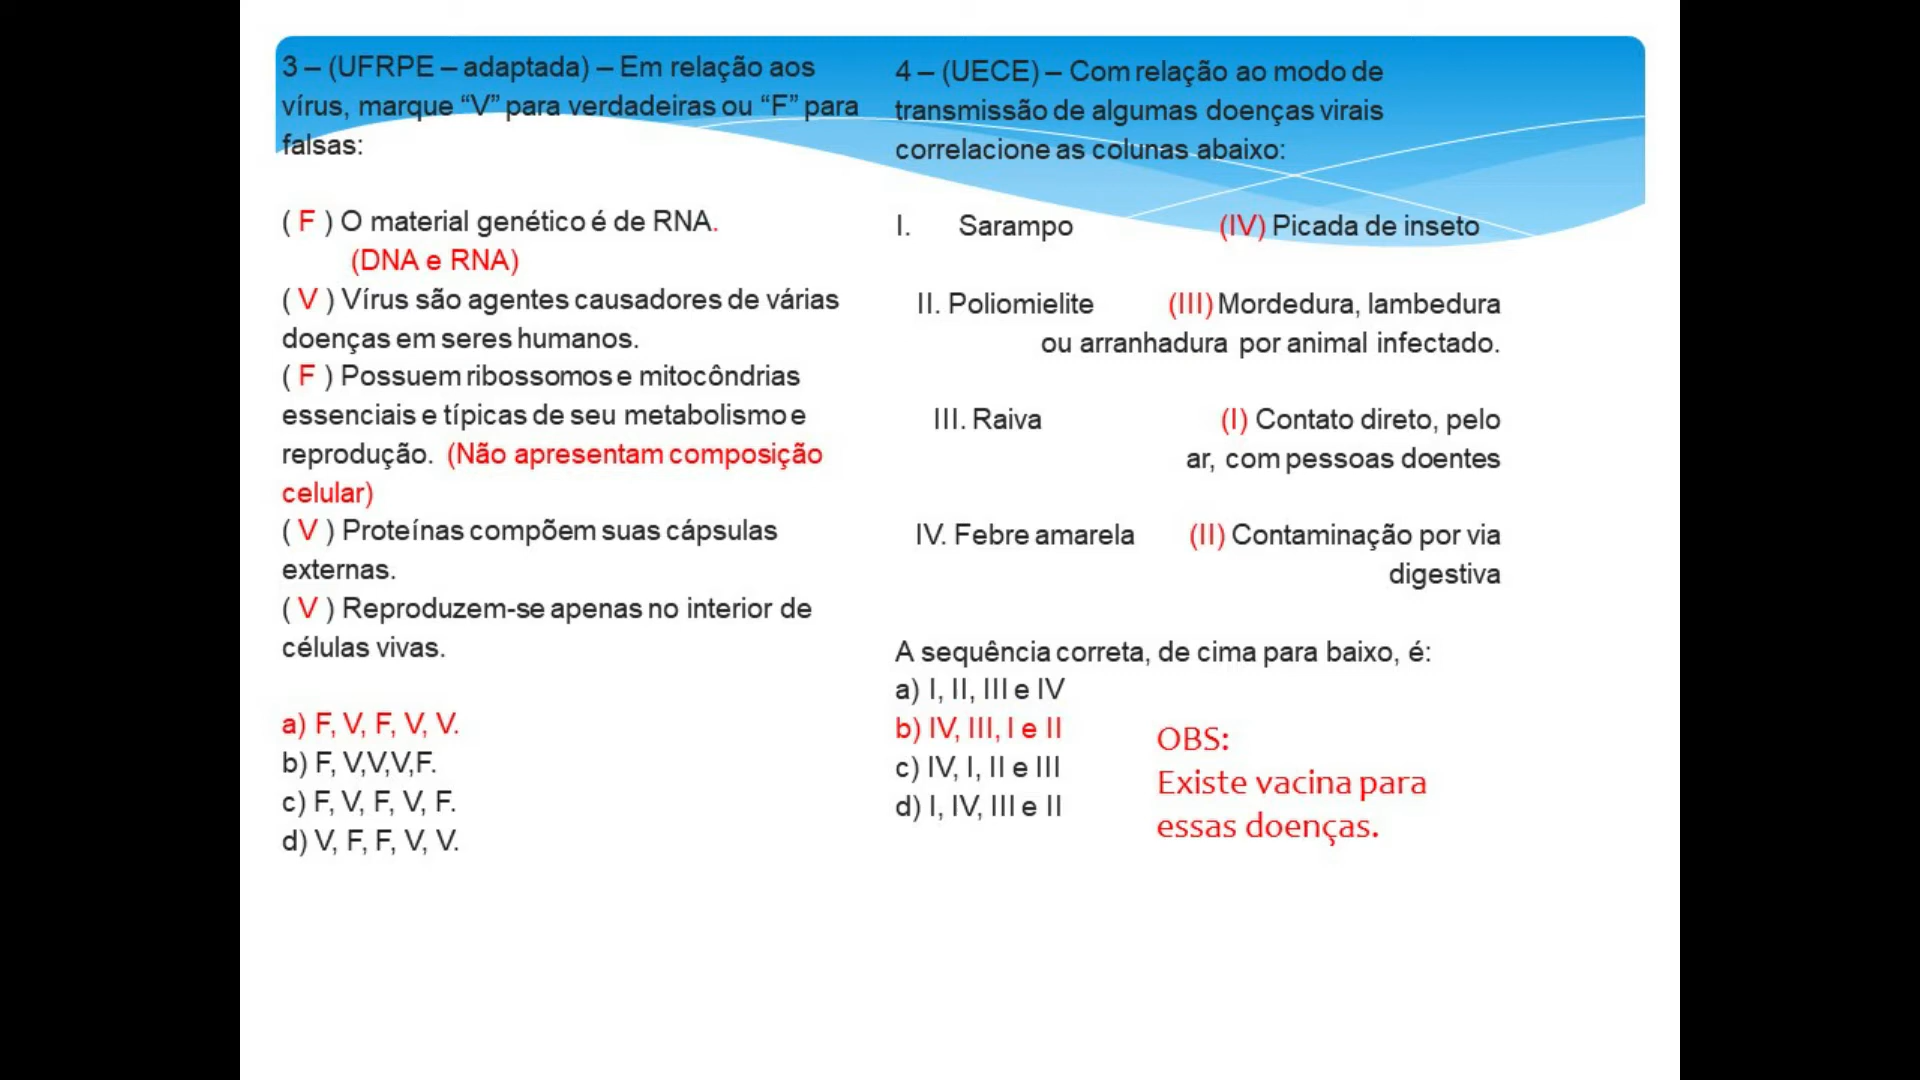 3 – (UFRPE – adaptada) – Em relação aos
vírus, marque “V” para verdadeiras ou “F” para
falsas:
( F ) O material genético é de RNA.
(DNA e RNA)
( V ) Vírus são agentes causadores de várias
doenças em seres humanos.
( F ) Possuem ribossomos e mitocôndrias
essenciais e típicas de seu metabolismo e
reprodução. (Não apresentam composição
celular)
( V ) Proteínas compõem suas cápsulas
externas.
( V ) Reproduzem-se apenas no interior de
células vivas.
a) F, V, F, V, V.
b) F, V,V,V,F.
c) F, V, F, V, F.
d) V, F, F, V, V.
4 – (UECE) – Com relação ao modo de
transmissão de algumas doenças virais
correlacione as colunas abaixo:
I. Sarampo (IV) Picada de inseto
II. Poliomielite (III) Mordedura, lambedura
ou arranhadura por animal infectado.
III. Raiva (I) Contato direto, pelo
ar, com pessoas doentes
IV. Febre amarela (II) Contaminação por via
digestiva
A sequência correta, de cima para baixo, é:
a) I, II, III e IV
b) IV, III, I e II
c) IV, I, II e III
d) I, IV, III e II
OBS:
Existe vacina para
essas doenças.